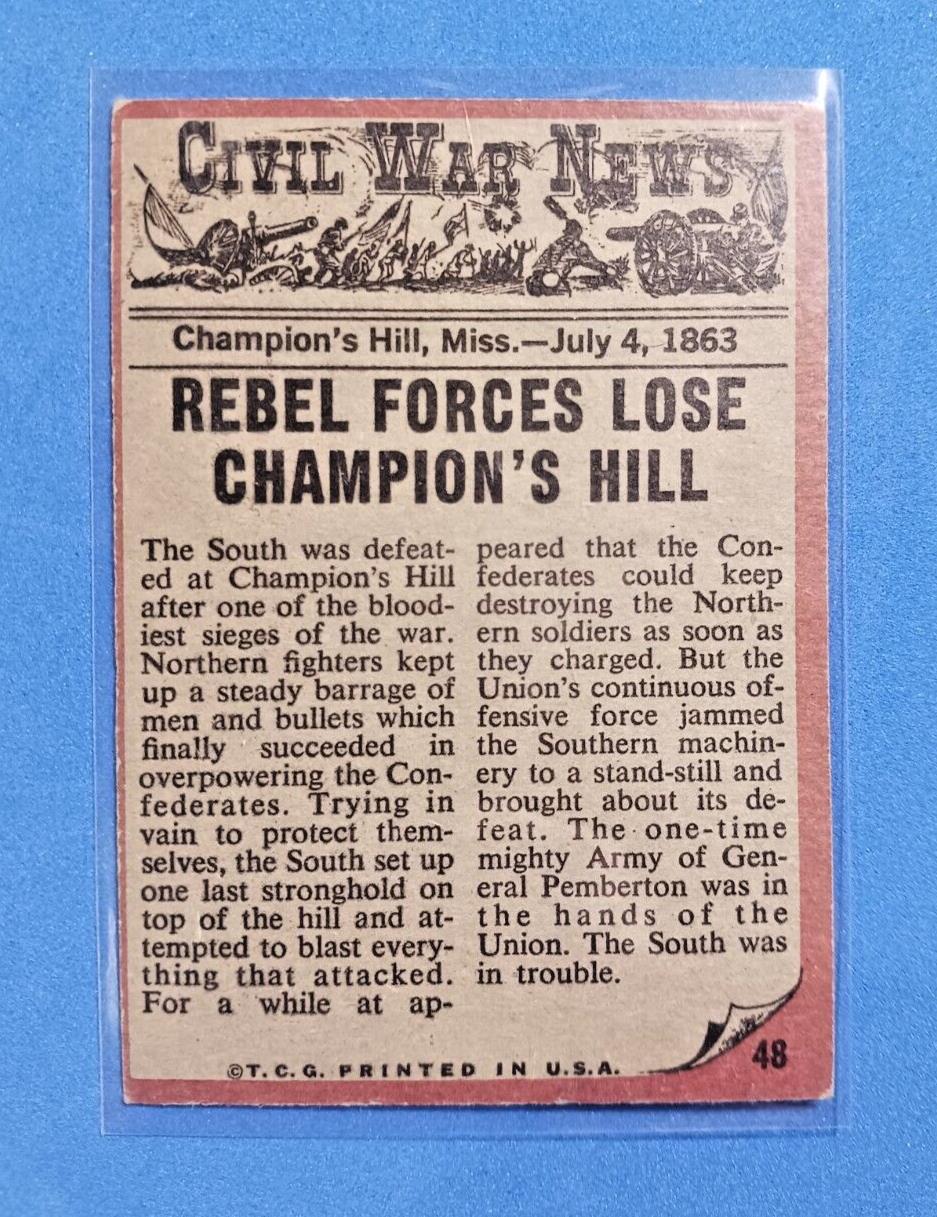 CIVIL WAR NEWS
Champion's Hill, Miss.—July 4, 1863
REBEL FORCES LOSE
CHAMPION'S HILL
The South was defeat-
ed at Champion's Hill
after one of the blood-
iest sieges of the war.
Northern fighters kept
up a steady barrage of
men and bullets which
finally succeeded in
overpowering the Con-
federates. Trying in
vain to protect them-
selves, the South set up
one last stronghold on
top of the hill and at-
tempted to blast every-
thing that attacked.
For a while at ap-
peared that the Con-
federates could keep
destroying the North-
ern soldiers as soon as
they charged. But the
Union's continuous of-
fensive force jammed
the Southern machin-
ery to a stand-still and
brought about its de-
feat. The one-time
mighty Army of Gen-
eral Pemberton was in
the hands of the
Union. The South was
in trouble.
48
©T.C.G. PRINTED IN U.S.A.